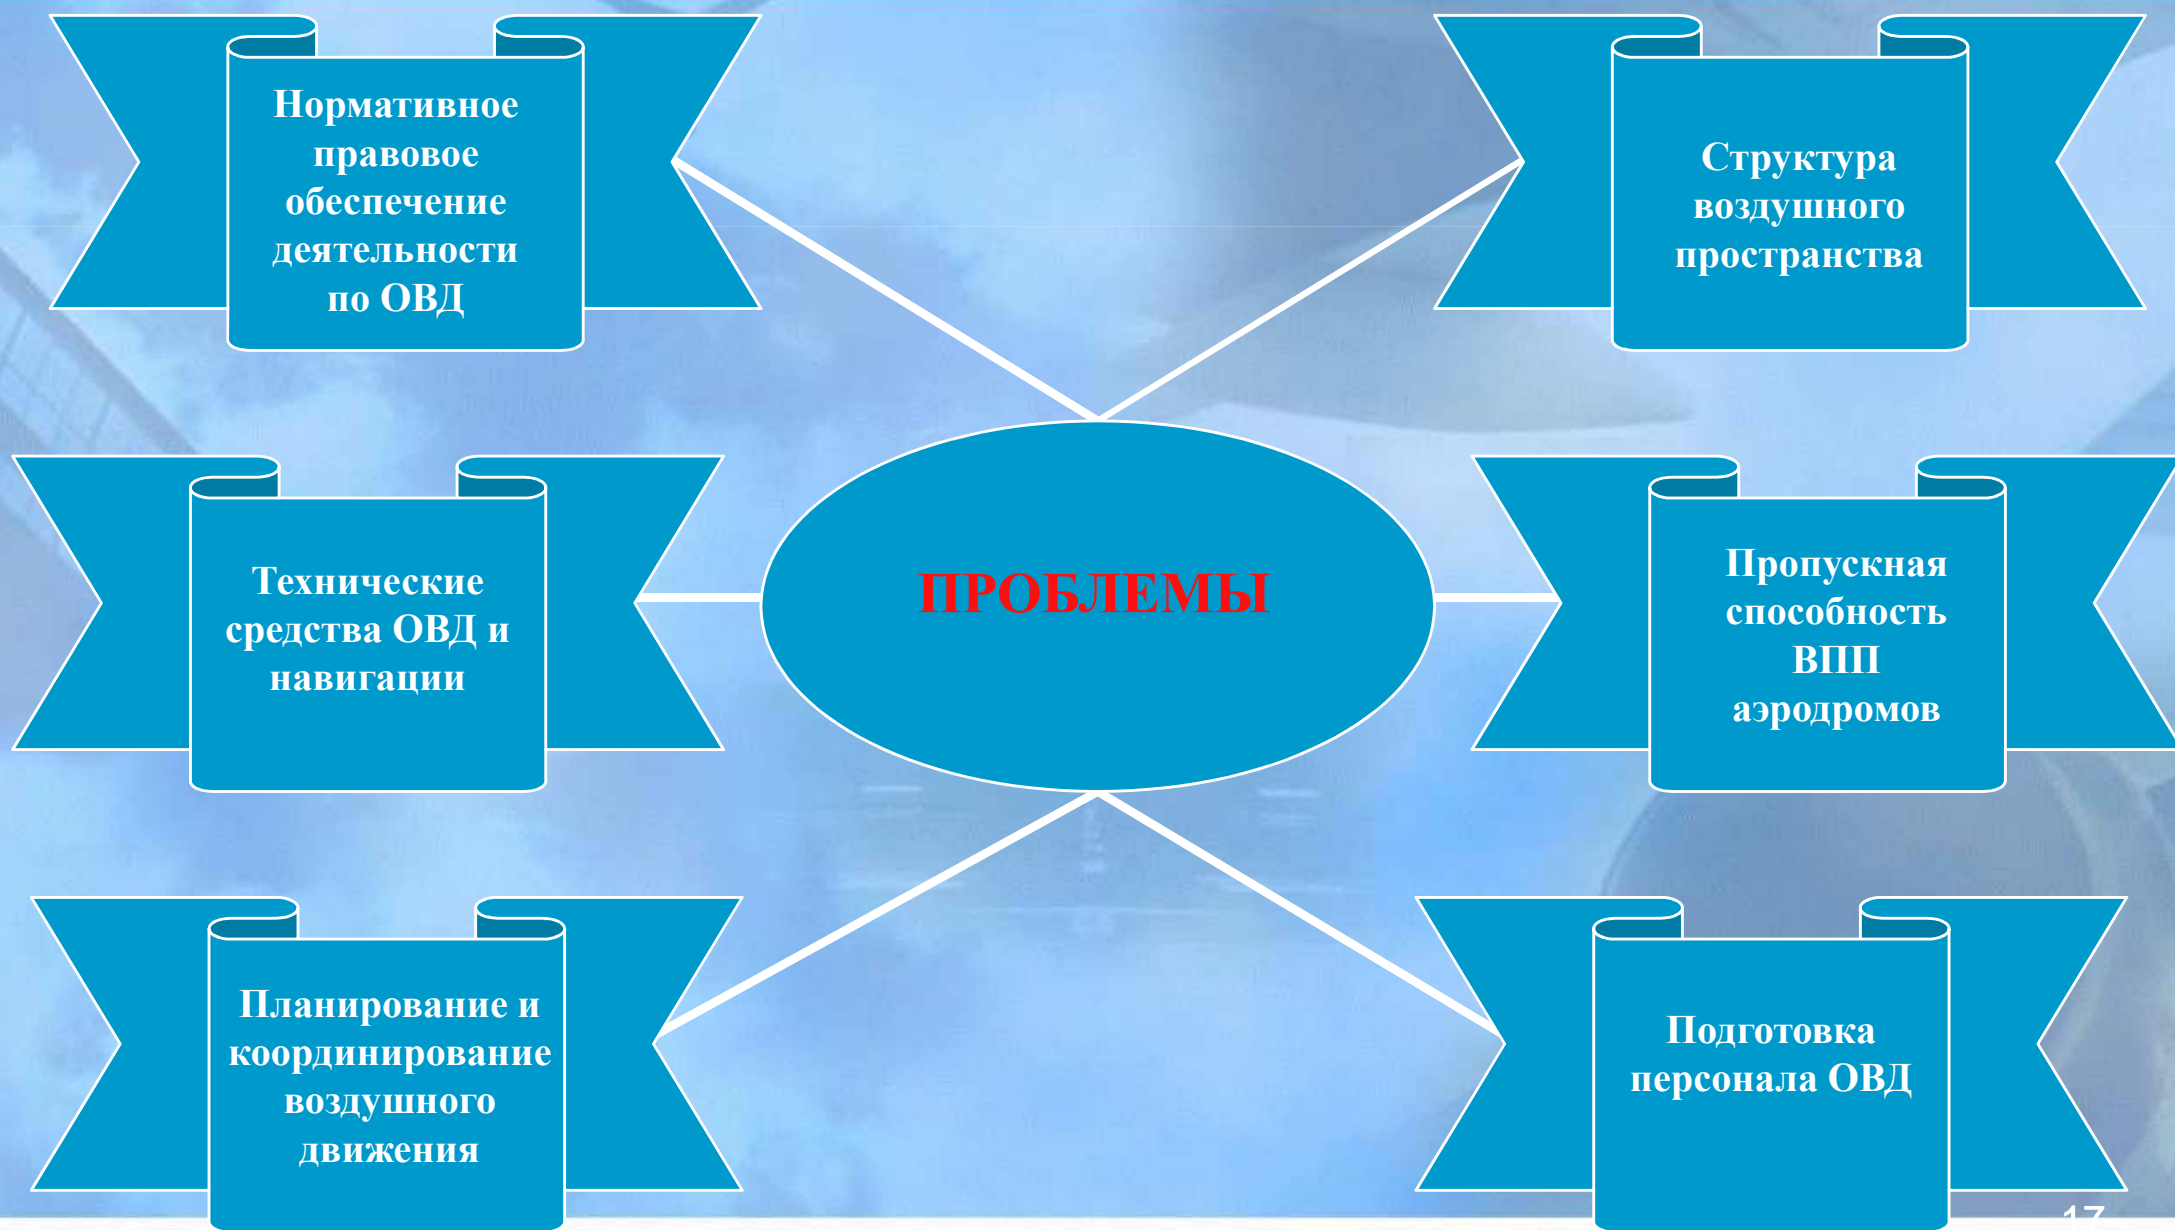 Нормативное
правовое
обеспечение
деятельности
по ОВД
Структура
воздушного
пространства
Технические
средства ОВД и
навигации
ПРОБЛЕМЫ
Пропускная
способность
ВПП
аэродромов
Планирование и
координирование
воздушного
движения
Подготовка
персонала ОВД
17